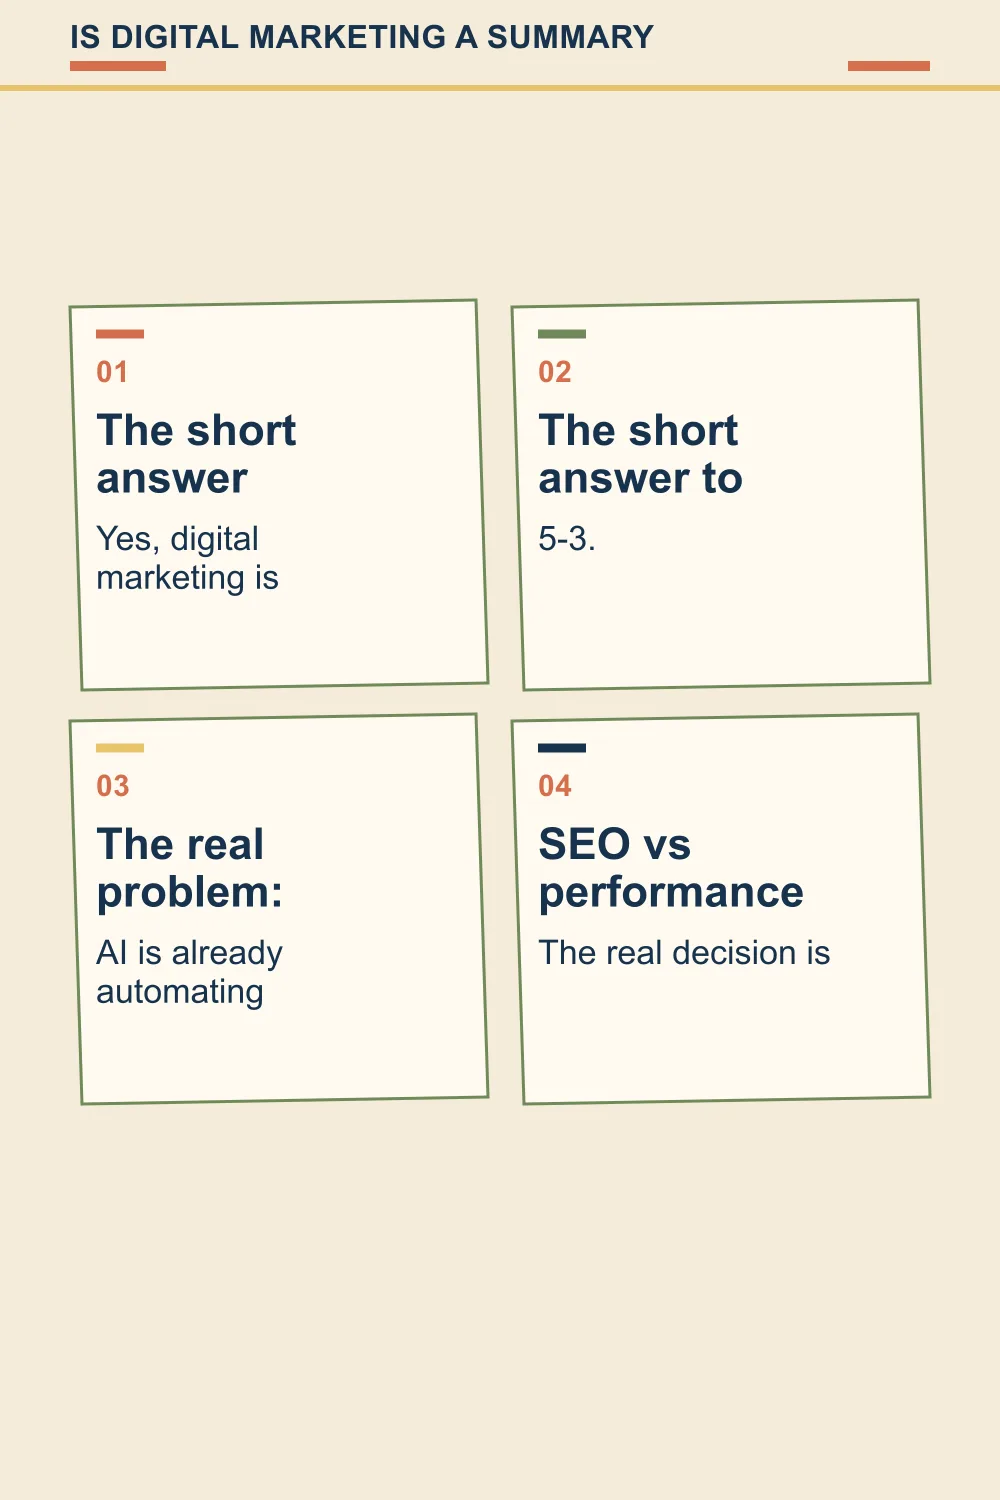 IS DIGITAL MARKETING A SUMMARY
01
The short
answer
Yes, digital
marketing is
02
The short
answer to
5-3.
03
The real
problem:
AI is already
automating
04
SEO vs
performance
The real decision is